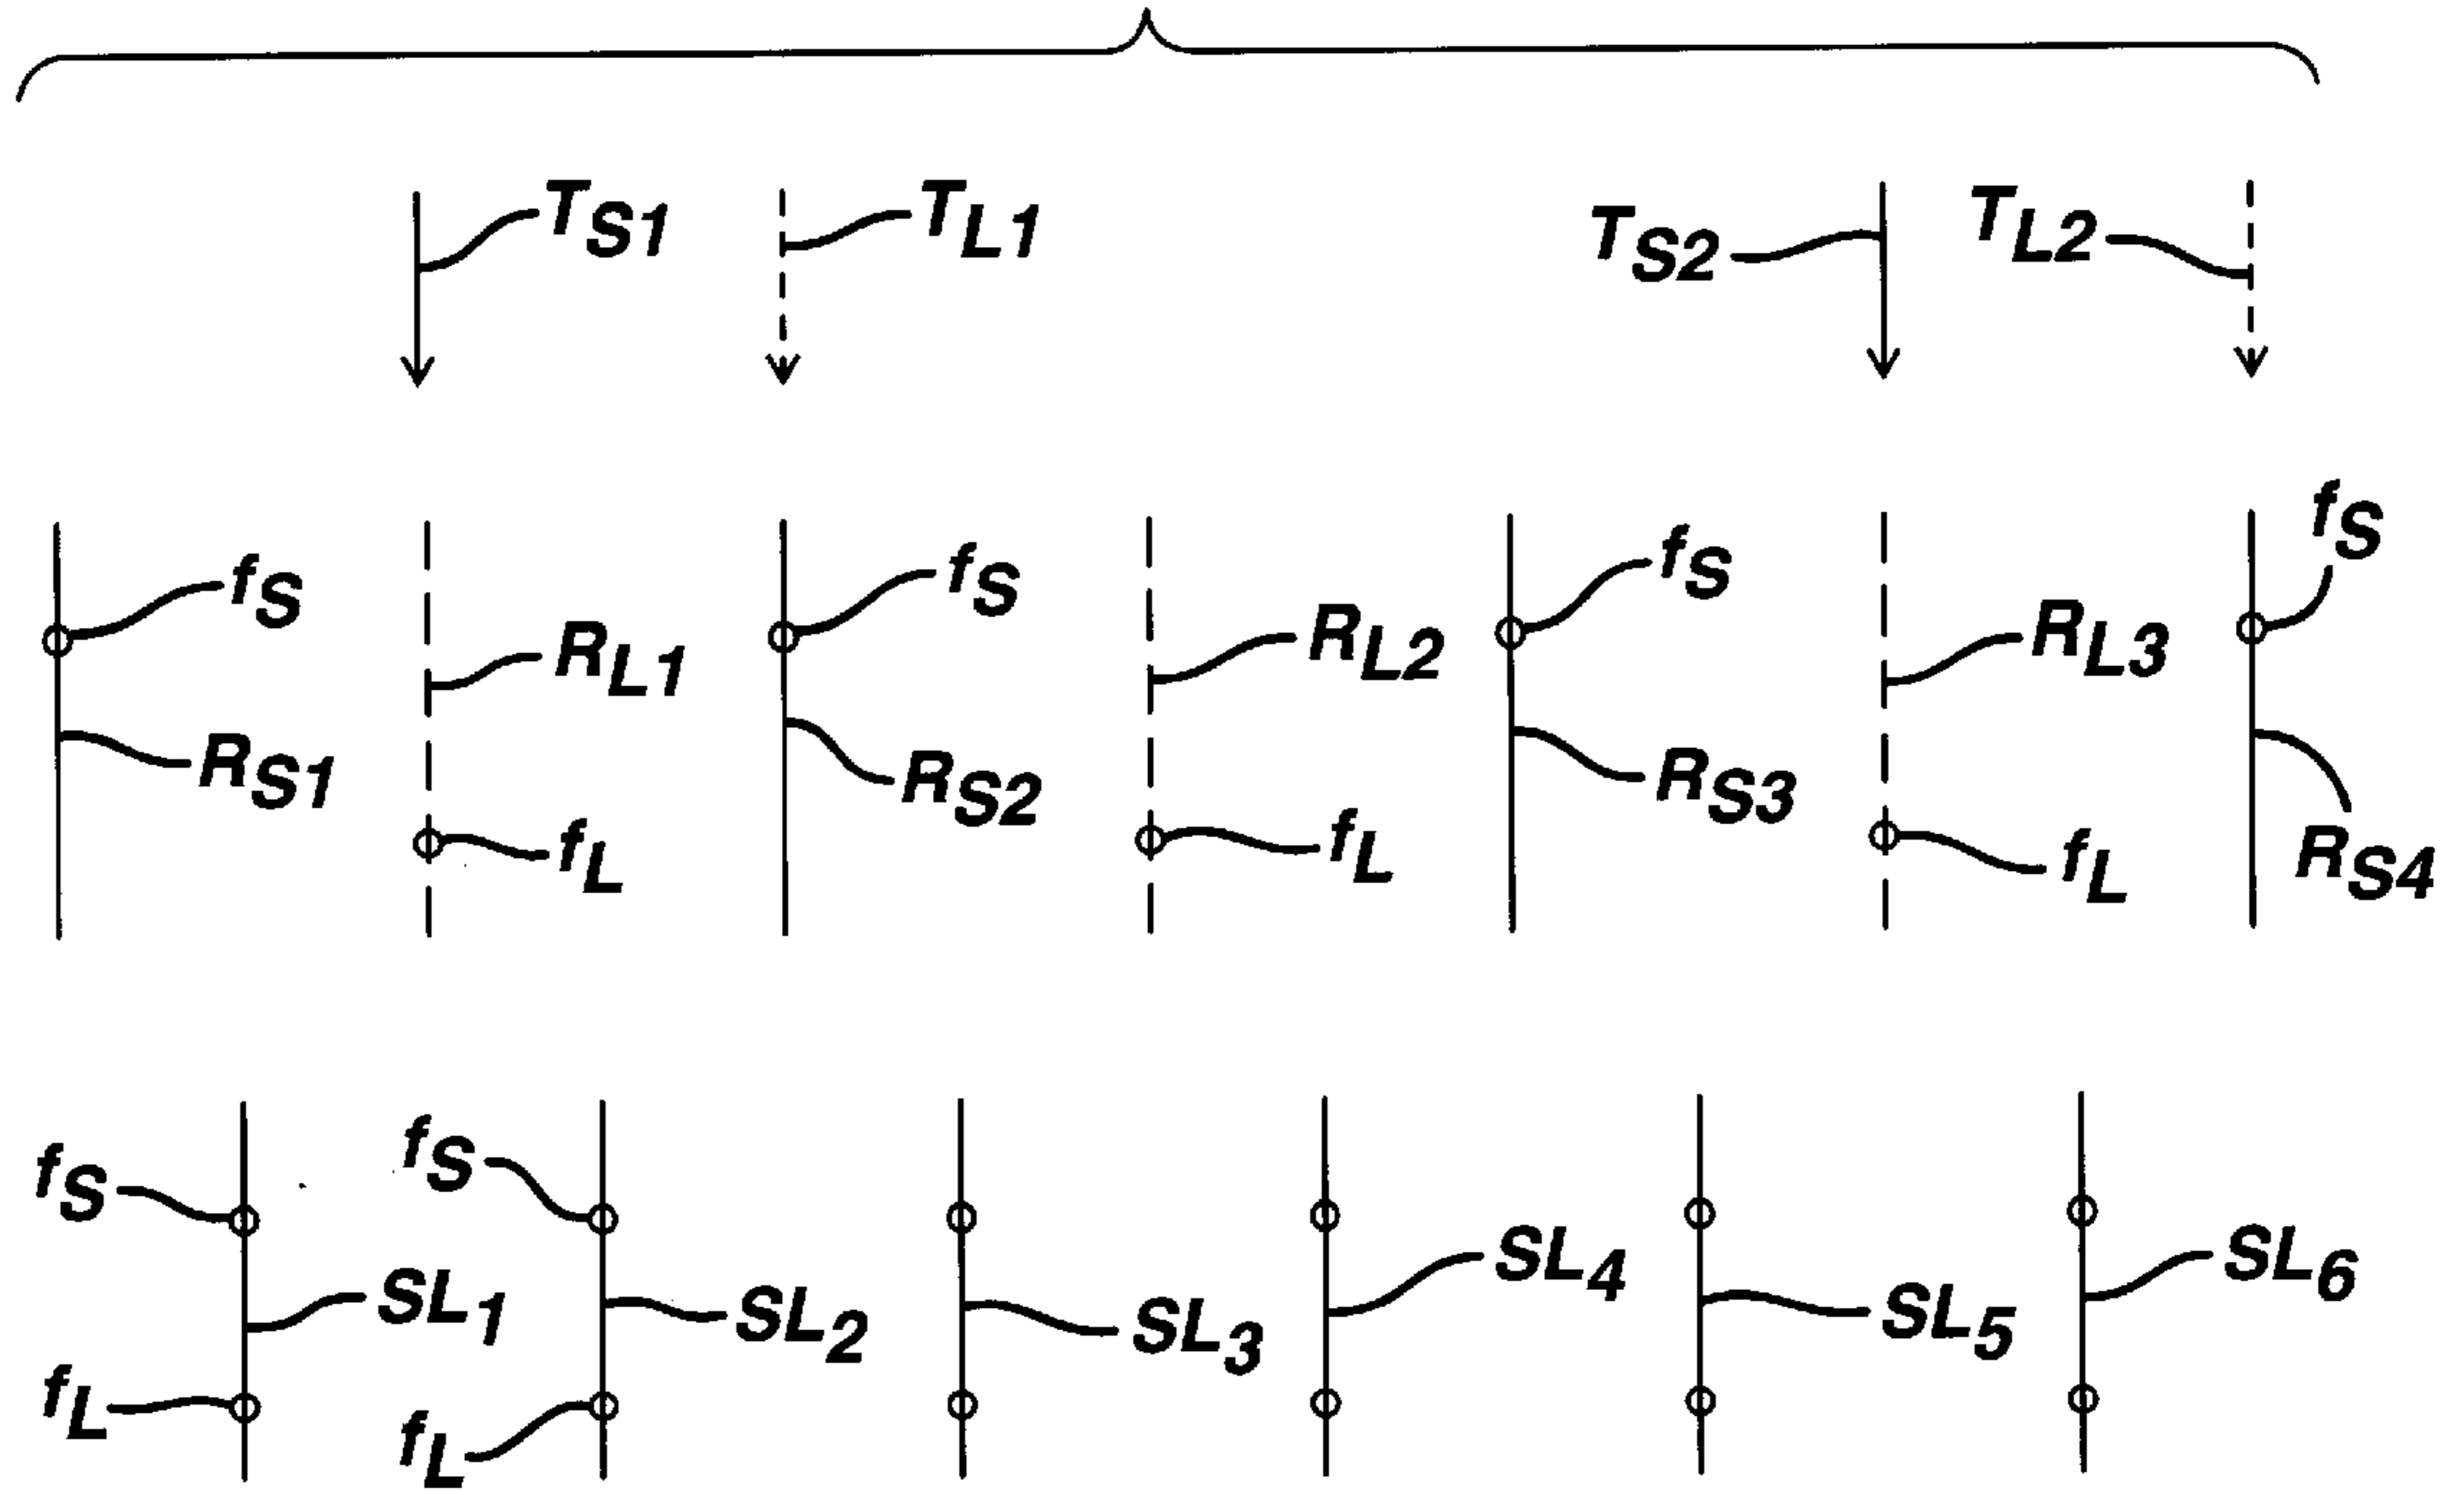 TS1 TL1 TS2 TL2
fS fS fS fS
RL1 RL2 RL3
RS1 RS2 RS3 RS4
fL fL fL
fS fS
SL1 SL2 SL3 SL4 SL5 SL6
fL fL